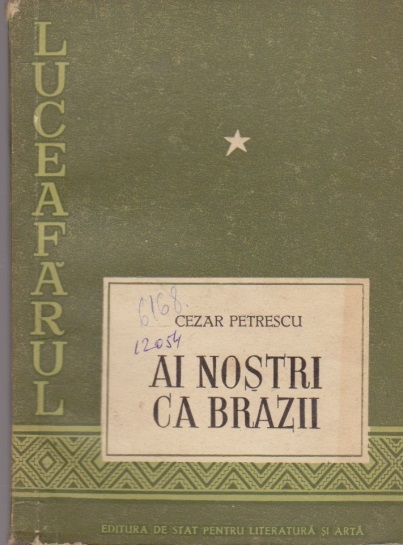 LUCEAFĂRUL
6168.
CEZAR PETRESCU
12054
AI NOȘTRI
CA BRAZII
EDITURA DE STAT PENTRU LITERATURĂ ȘI ARTĂ